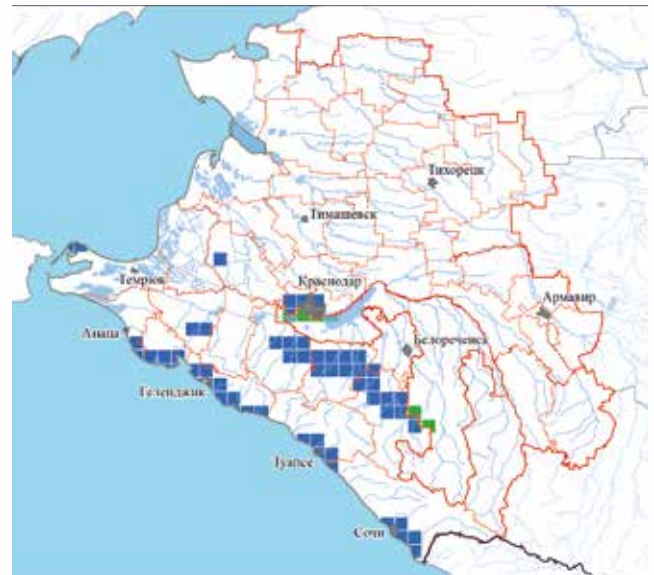 Тихорецк
Тимашевск
Темрюк
Краснодар
Армавир
Анапа
Белореченск
Геленджик
Туапсе
Сочи